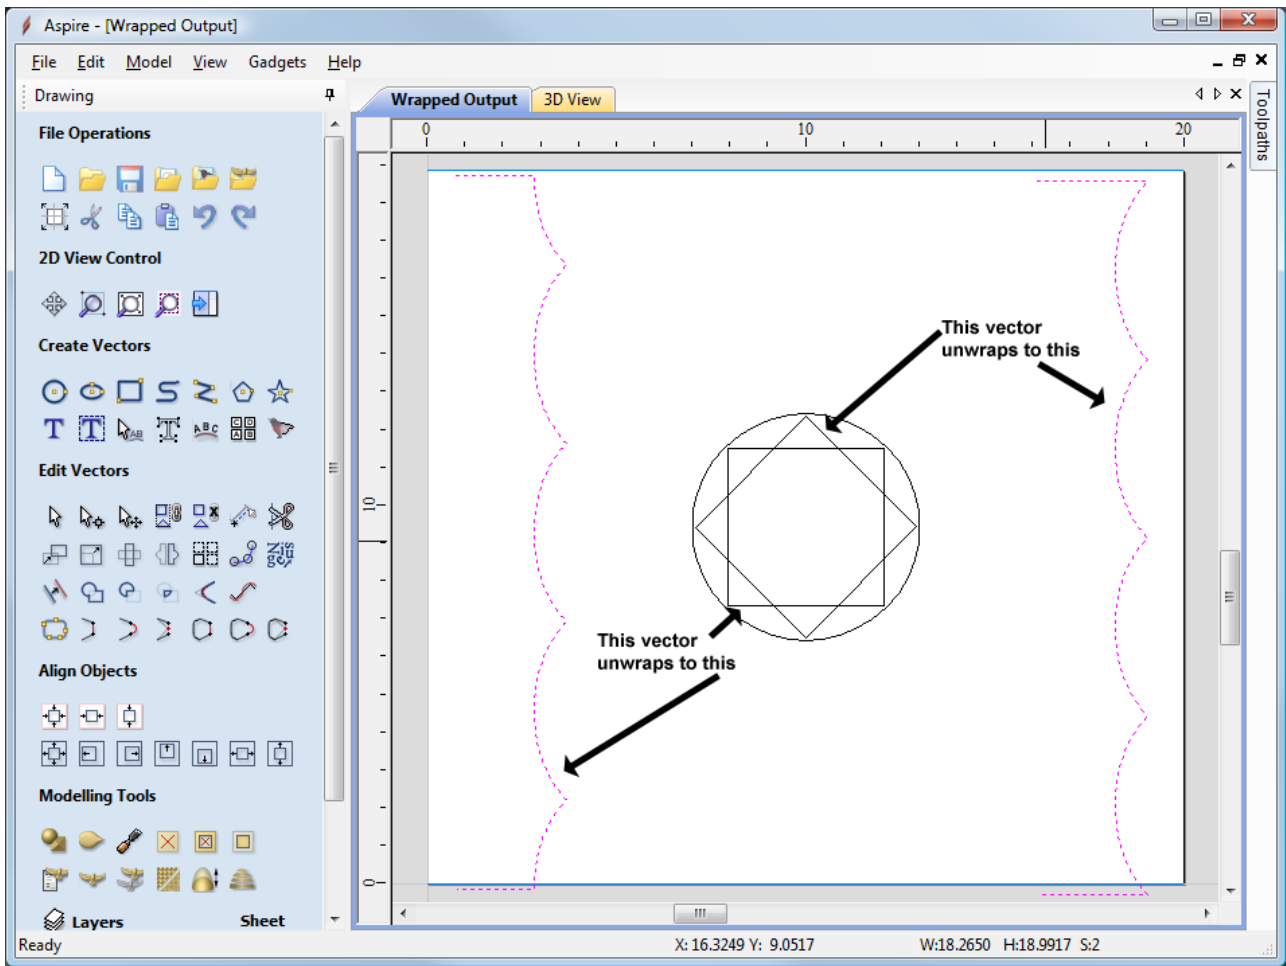 Aspire - [Wrapped Output]
File Edit Model View Gadgets Help
Drawing
Wrapped Output 3D View
Toolpaths
File Operations
2D View Control
Create Vectors
Edit Vectors
Align Objects
Modelling Tools
Layers Sheet
0 10 20
10
0
This vector
unwraps to this
This vector
unwraps to this
Ready
X: 16.3249 Y: 9.0517
W:18.2650 H:18.9917 S:2